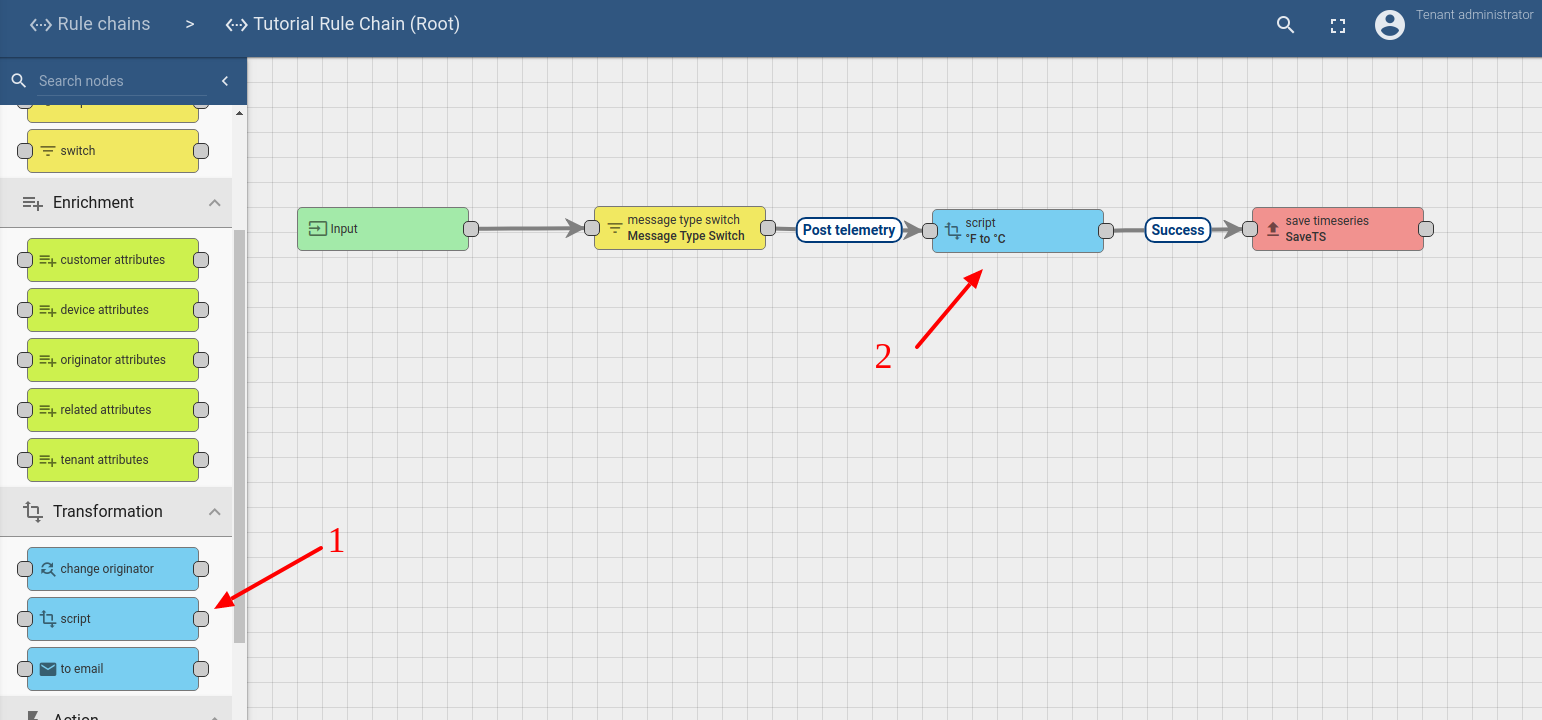 Rule chains > Tutorial Rule Chain (Root)
Tenant administrator
Search nodes
switch
Enrichment
customer attributes
device attributes
originator attributes
related attributes
tenant attributes
Transformation
change originator
script
to email
Action
Input
message type switch
Message Type Switch
Post telemetry
script
°F to °C
Success
save timeseries
SaveTS
2
1